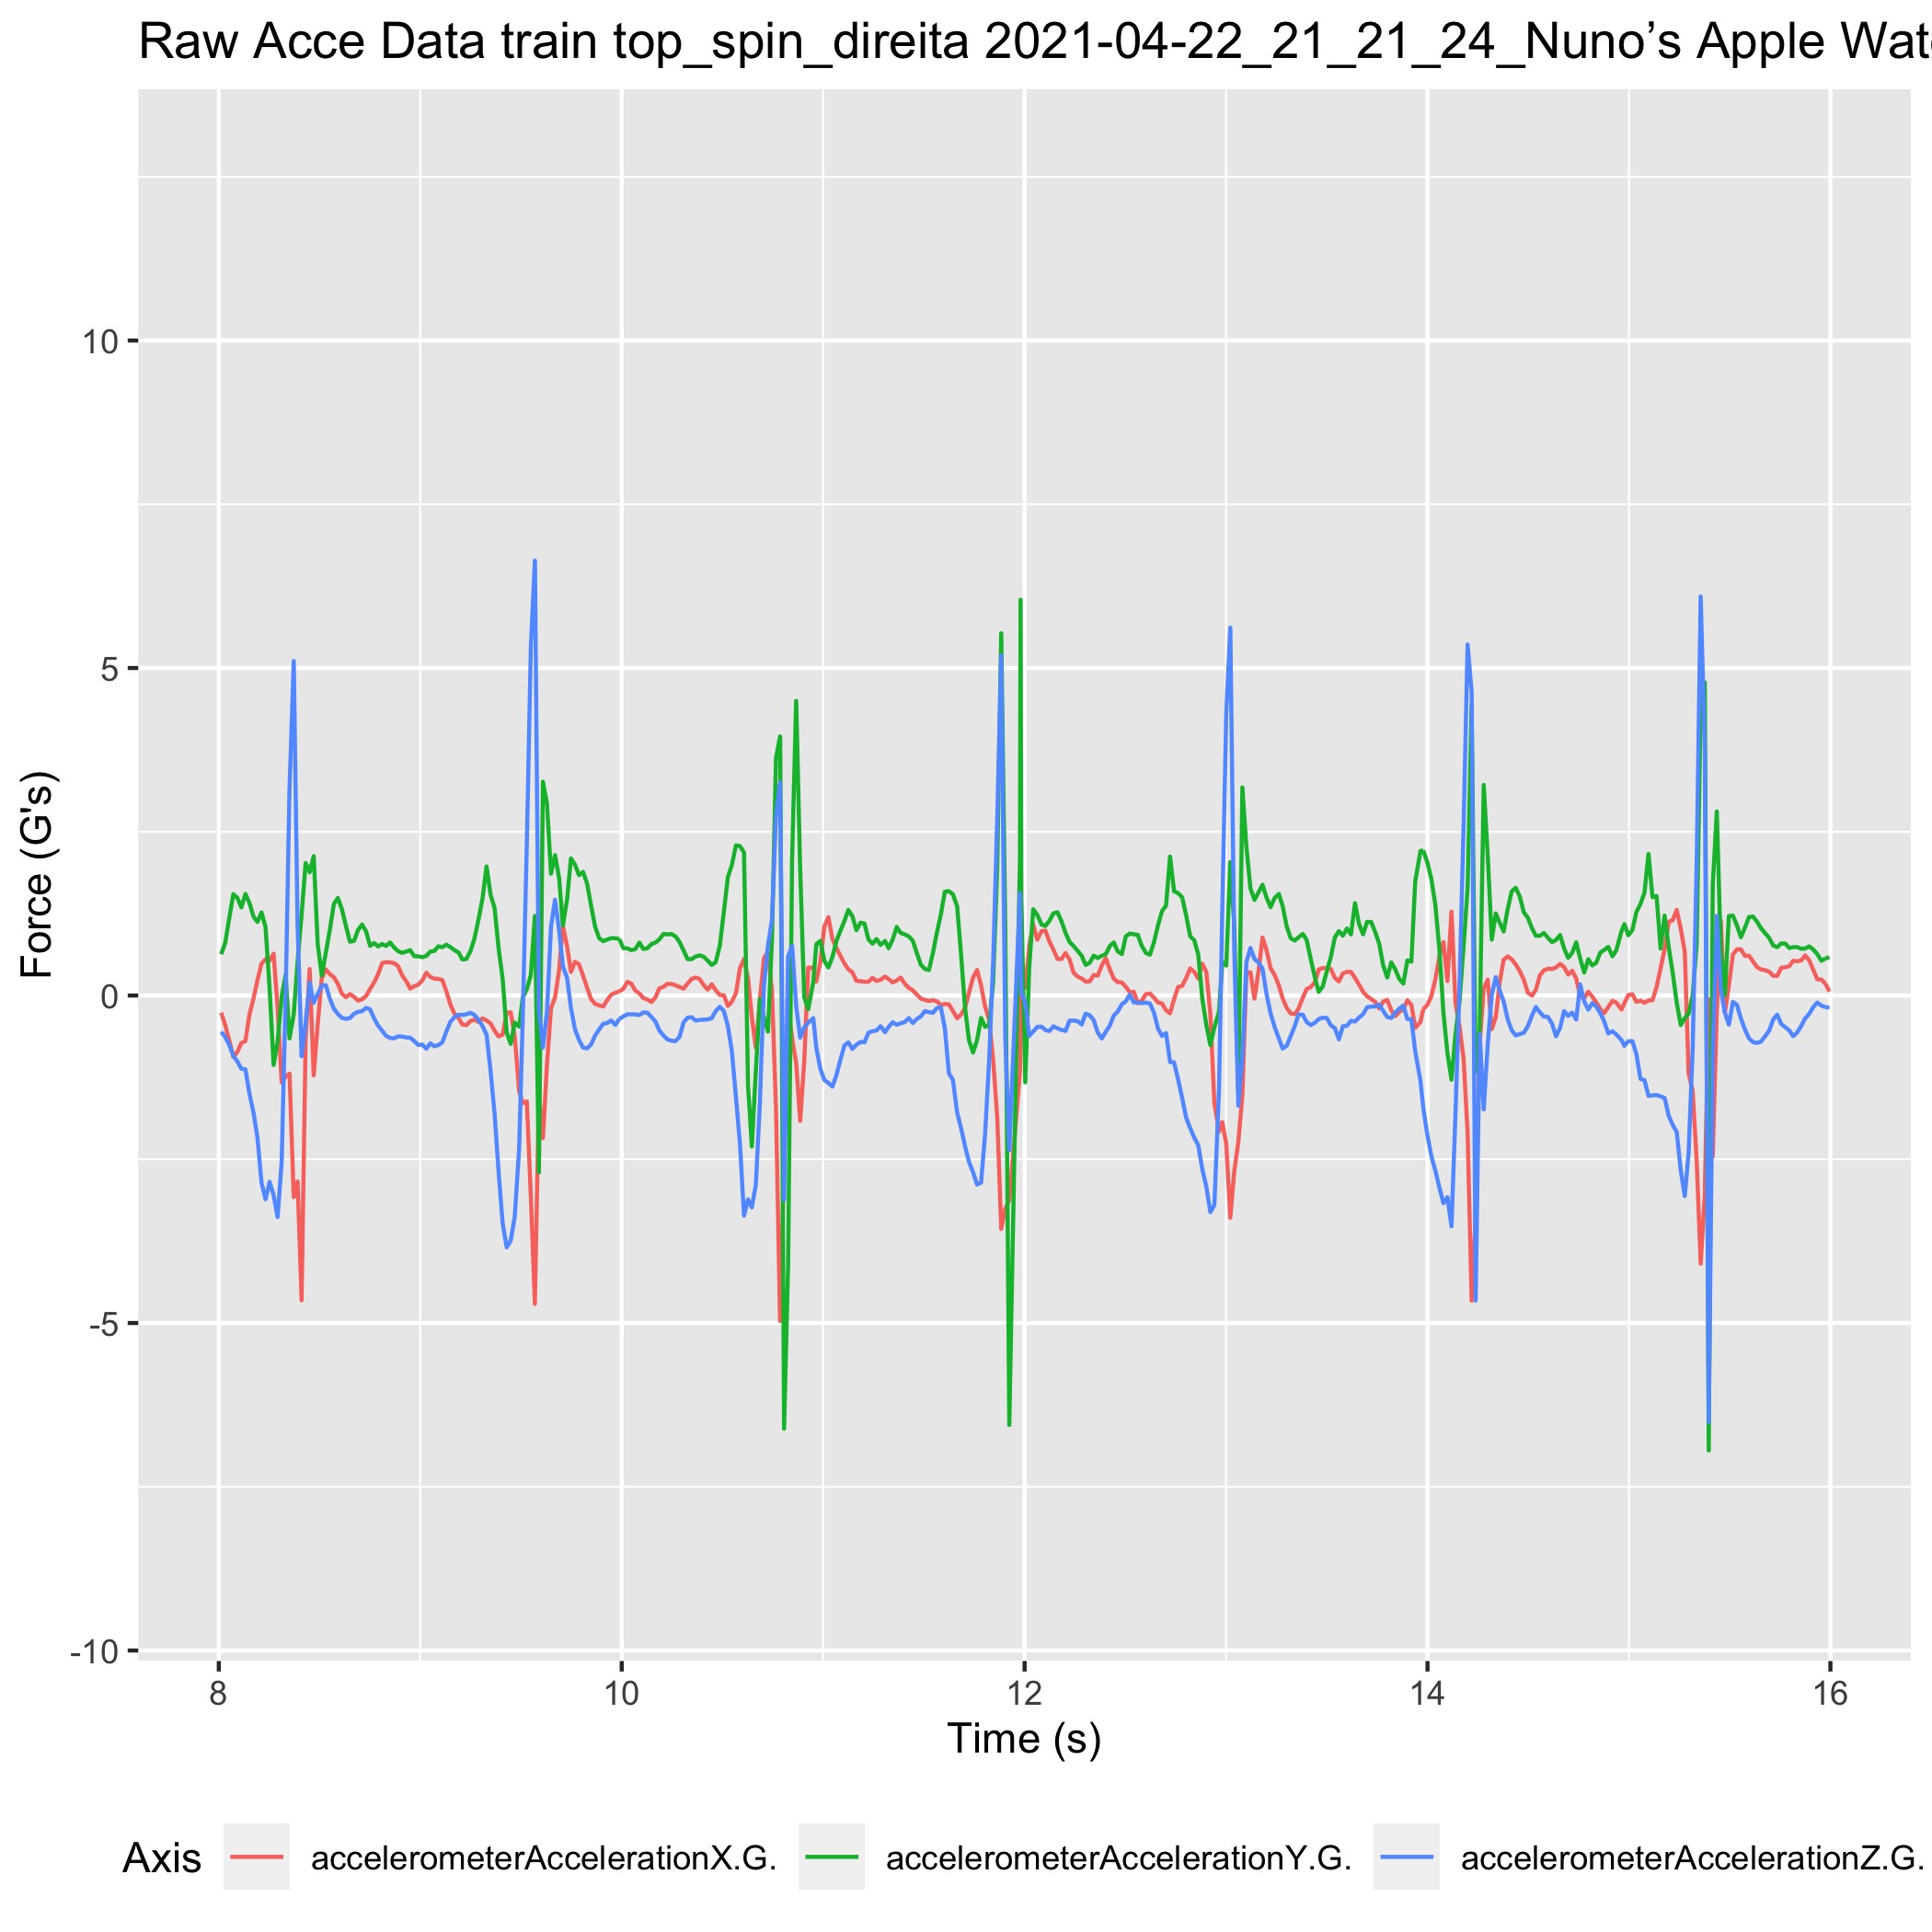 Raw Acce Data train top_spin_direita 2021-04-22_21_21_24_Nuno’s Apple
10
5
0
-5
-10
Force (G's)
8 10 12 14 16
Time (s)
Axis accelerometerAccelerationX.G. accelerometerAccelerationY.G. accelerometerAccelerationZ.G.